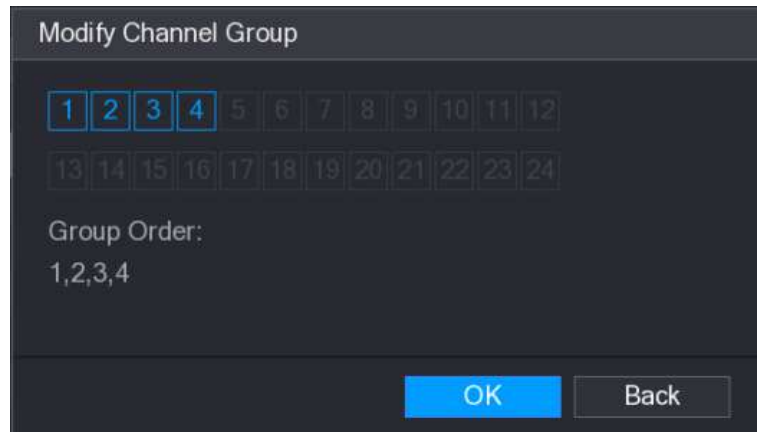 Modify Channel Group
1 2 3 4 5 6 7 8 9 10 11 12
13 14 15 16 17 18 19 20 21 22 23 24
Group Order:
1,2,3,4
OK Back